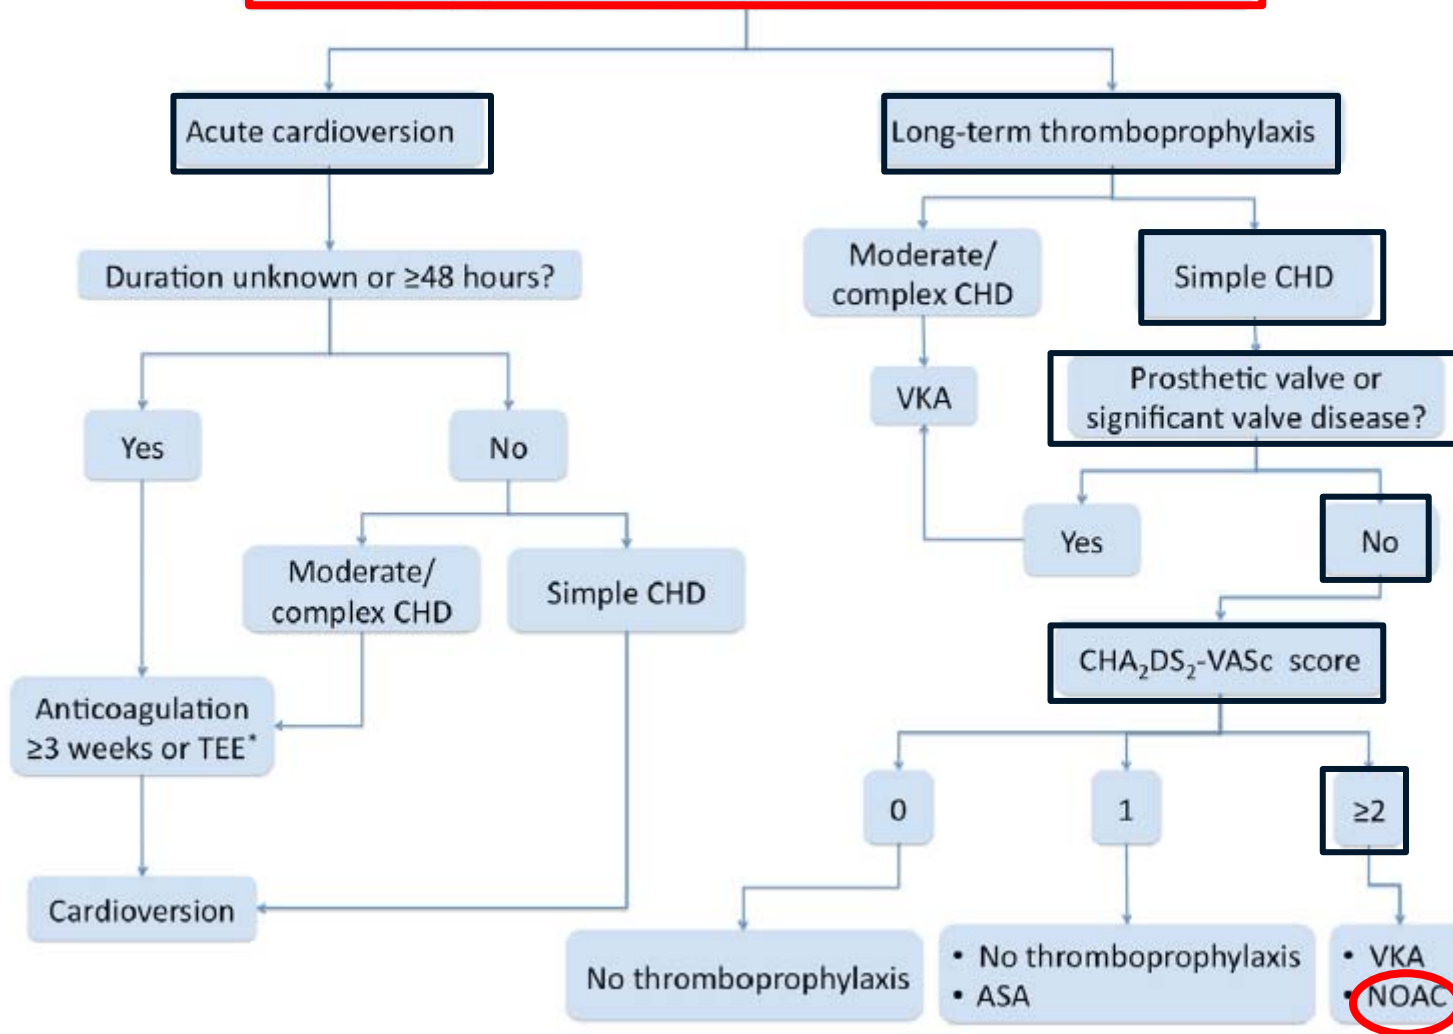 Acute cardioversion
Long-term thromboprophylaxis
Duration unknown or ≥48 hours?
Moderate/
complex CHD
Simple CHD
VKA
Prosthetic valve or
significant valve disease?
Yes
No
Yes
No
Moderate/
complex CHD
Simple CHD
CHA₂DS₂-VASc score
Anticoagulation
≥3 weeks or TEE*
0
1
≥2
Cardioversion
No thromboprophylaxis
• No thromboprophylaxis
• ASA
• VKA
• NOAC